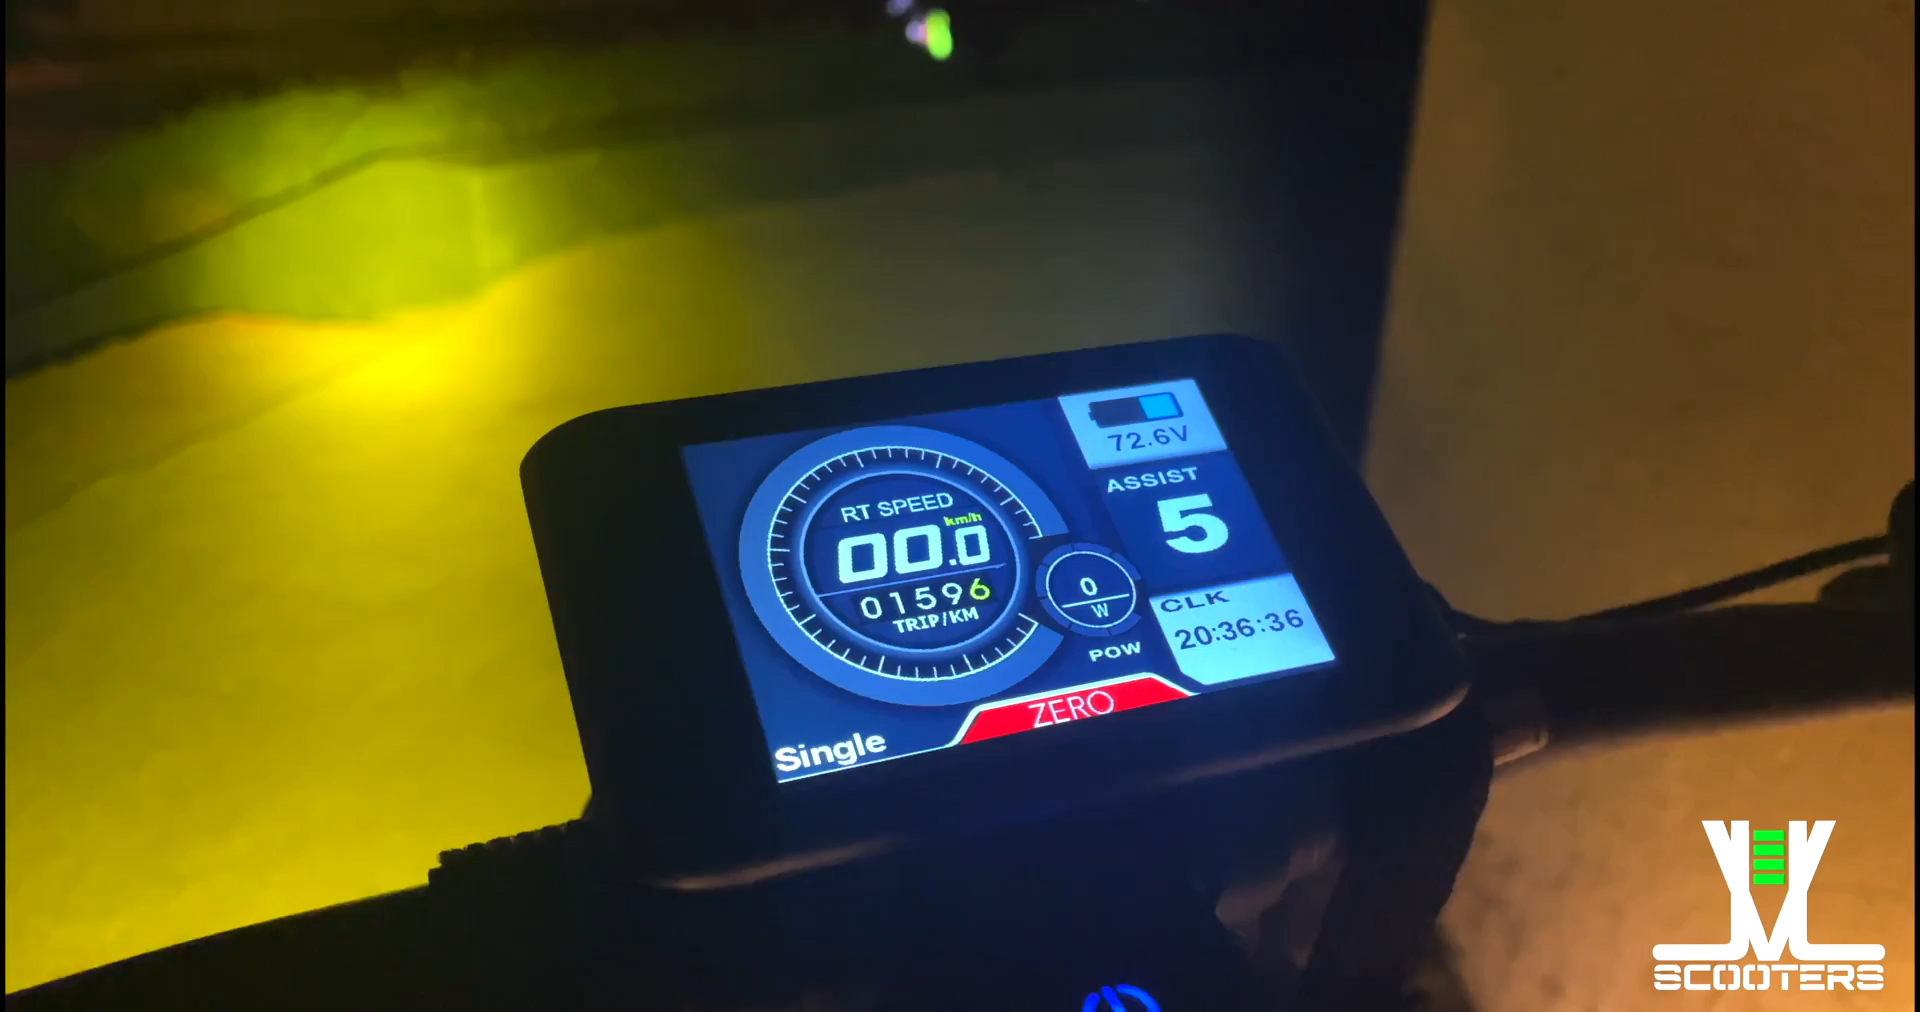 72.6V
ASSIST
5
RT SPEED
km/h
00.0
01596
TRIP/KM
0
W
POW
CLK
20:36:36
ZERO
Single
SCOOTERS